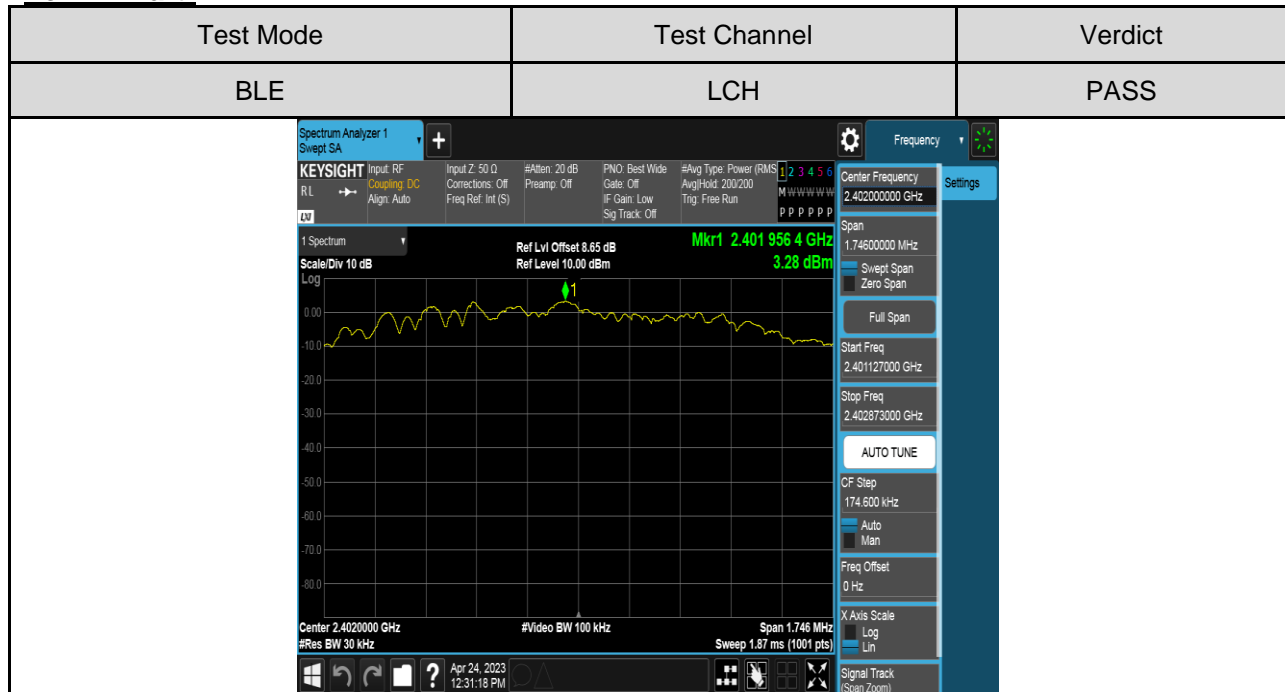 Test Mode Test Channel Verdict
BLE LCH PASS
Spectrum Analyzer 1
Swept SA
+
Frequency
KEYSIGHT Input: RF Input Z: 50 Ω #Atten: 20 dB PNO: Best Wide #Avg Type: Power (RMS 1 2 3 4 5 6
RL Coupling: DC Corrections: Off Preamp: Off Gate: Off Avg|Hold: 200/200 M W W W W W
Align: Auto Freq Ref: Int (S) IF Gain: Low Trig: Free Run
LXI Sig Track: Off P P P P P P
1 Spectrum Ref Lvl Offset 8.65 dB Mkr1 2.401 956 4 GHz
Scale/Div 10 dB Ref Level 10.00 dBm 3.28 dBm
Log
1
0.00
-10.0
-20.0
-30.0
-40.0
-50.0
-60.0
-70.0
-80.0
Center 2.4020000 GHz #Video BW 100 kHz Span 1.746 MHz
#Res BW 30 kHz Sweep 1.87 ms (1001 pts)
? Apr 24, 2023
12:31:18 PM
Center Frequency
2.402000000 GHz
Settings
Span
1.74600000 MHz
Swept Span
Zero Span
Full Span
Start Freq
2.401127000 GHz
Stop Freq
2.402873000 GHz
AUTO TUNE
CF Step
174.600 kHz
Auto
Man
Freq Offset
0 Hz
X Axis Scale
Log
Lin
Signal Track
(Span Zoom)